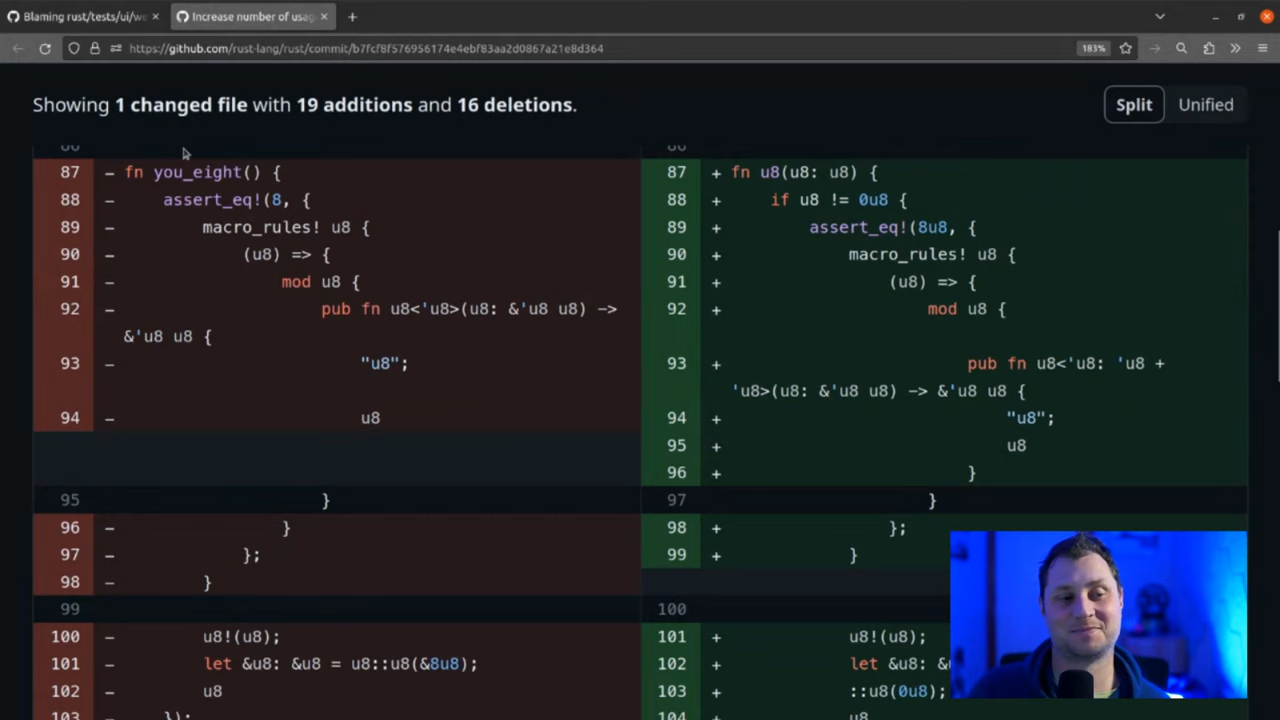 Blaming rust/tests/ui/we
Increase number of usag
https://github.com/rust-lang/rust/commit/b7fcf8f576956174e4ebf83aa2d0867a21e8d364
183%
Showing 1 changed file with 19 additions and 16 deletions.
Split
Unified
86
87 – fn you_eight() {
88 – assert_eq!(8, {
89 – macro_rules! u8 {
90 – (u8) => {
91 – mod u8 {
92 – pub fn u8<'u8>(u8: &'u8 u8) ->
&'u8 u8 {
93 – "u8";
94 – u8
95 }
96 – }
97 – };
98 – }
99
100 – u8!(u8);
101 – let &u8: &u8 = u8::u8(&8u8);
102 – u8
103 – });
86
87 + fn u8(u8: u8) {
88 + if u8 != 0u8 {
89 + assert_eq!(8u8, {
90 + macro_rules! u8 {
91 + (u8) => {
92 + mod u8 {
93 + pub fn u8<'u8: 'u8 +
'u8>(u8: &'u8 u8) -> &'u8 u8 {
94 + "u8";
95 + u8
96 + }
97 }
98 + };
99 + }
100
101 + u8!(u8);
102 + let &u8: &
103 + ::u8(0u8);
104 + u8